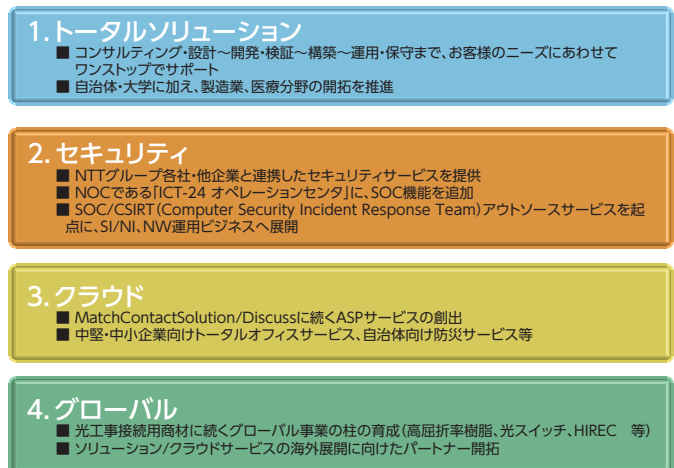 1.トータルソリューション
■ コンサルティング・設計～開発・検証～構築～運用・保守まで、お客様のニーズにあわせて
ワンストップでサポート
■ 自治体・大学に加え、製造業、医療分野の開拓を推進
2. セキュリティ
■ NTTグループ各社・他企業と連携したセキュリティサービスを提供
■ NOCである「ICT-24 オペレーションセンタ」に、SOC機能を追加
■ SOC/CSIRT(Computer Security Incident Response Team)アウトソースサービスを起
点に、SI/NI、NW運用ビジネスへ展開
3. クラウド
■ MatchContactSolution/Discussに続くASPサービスの創出
■ 中堅・中小企業向けトータルオフィスサービス、自治体向け防災サービス等
4. グローバル
■ 光工事接続用商材に続くグローバル事業の柱の育成(高屈折率樹脂、光スイッチ、HIREC 等)
■ ソリューション/クラウドサービスの海外展開に向けたパートナー開拓